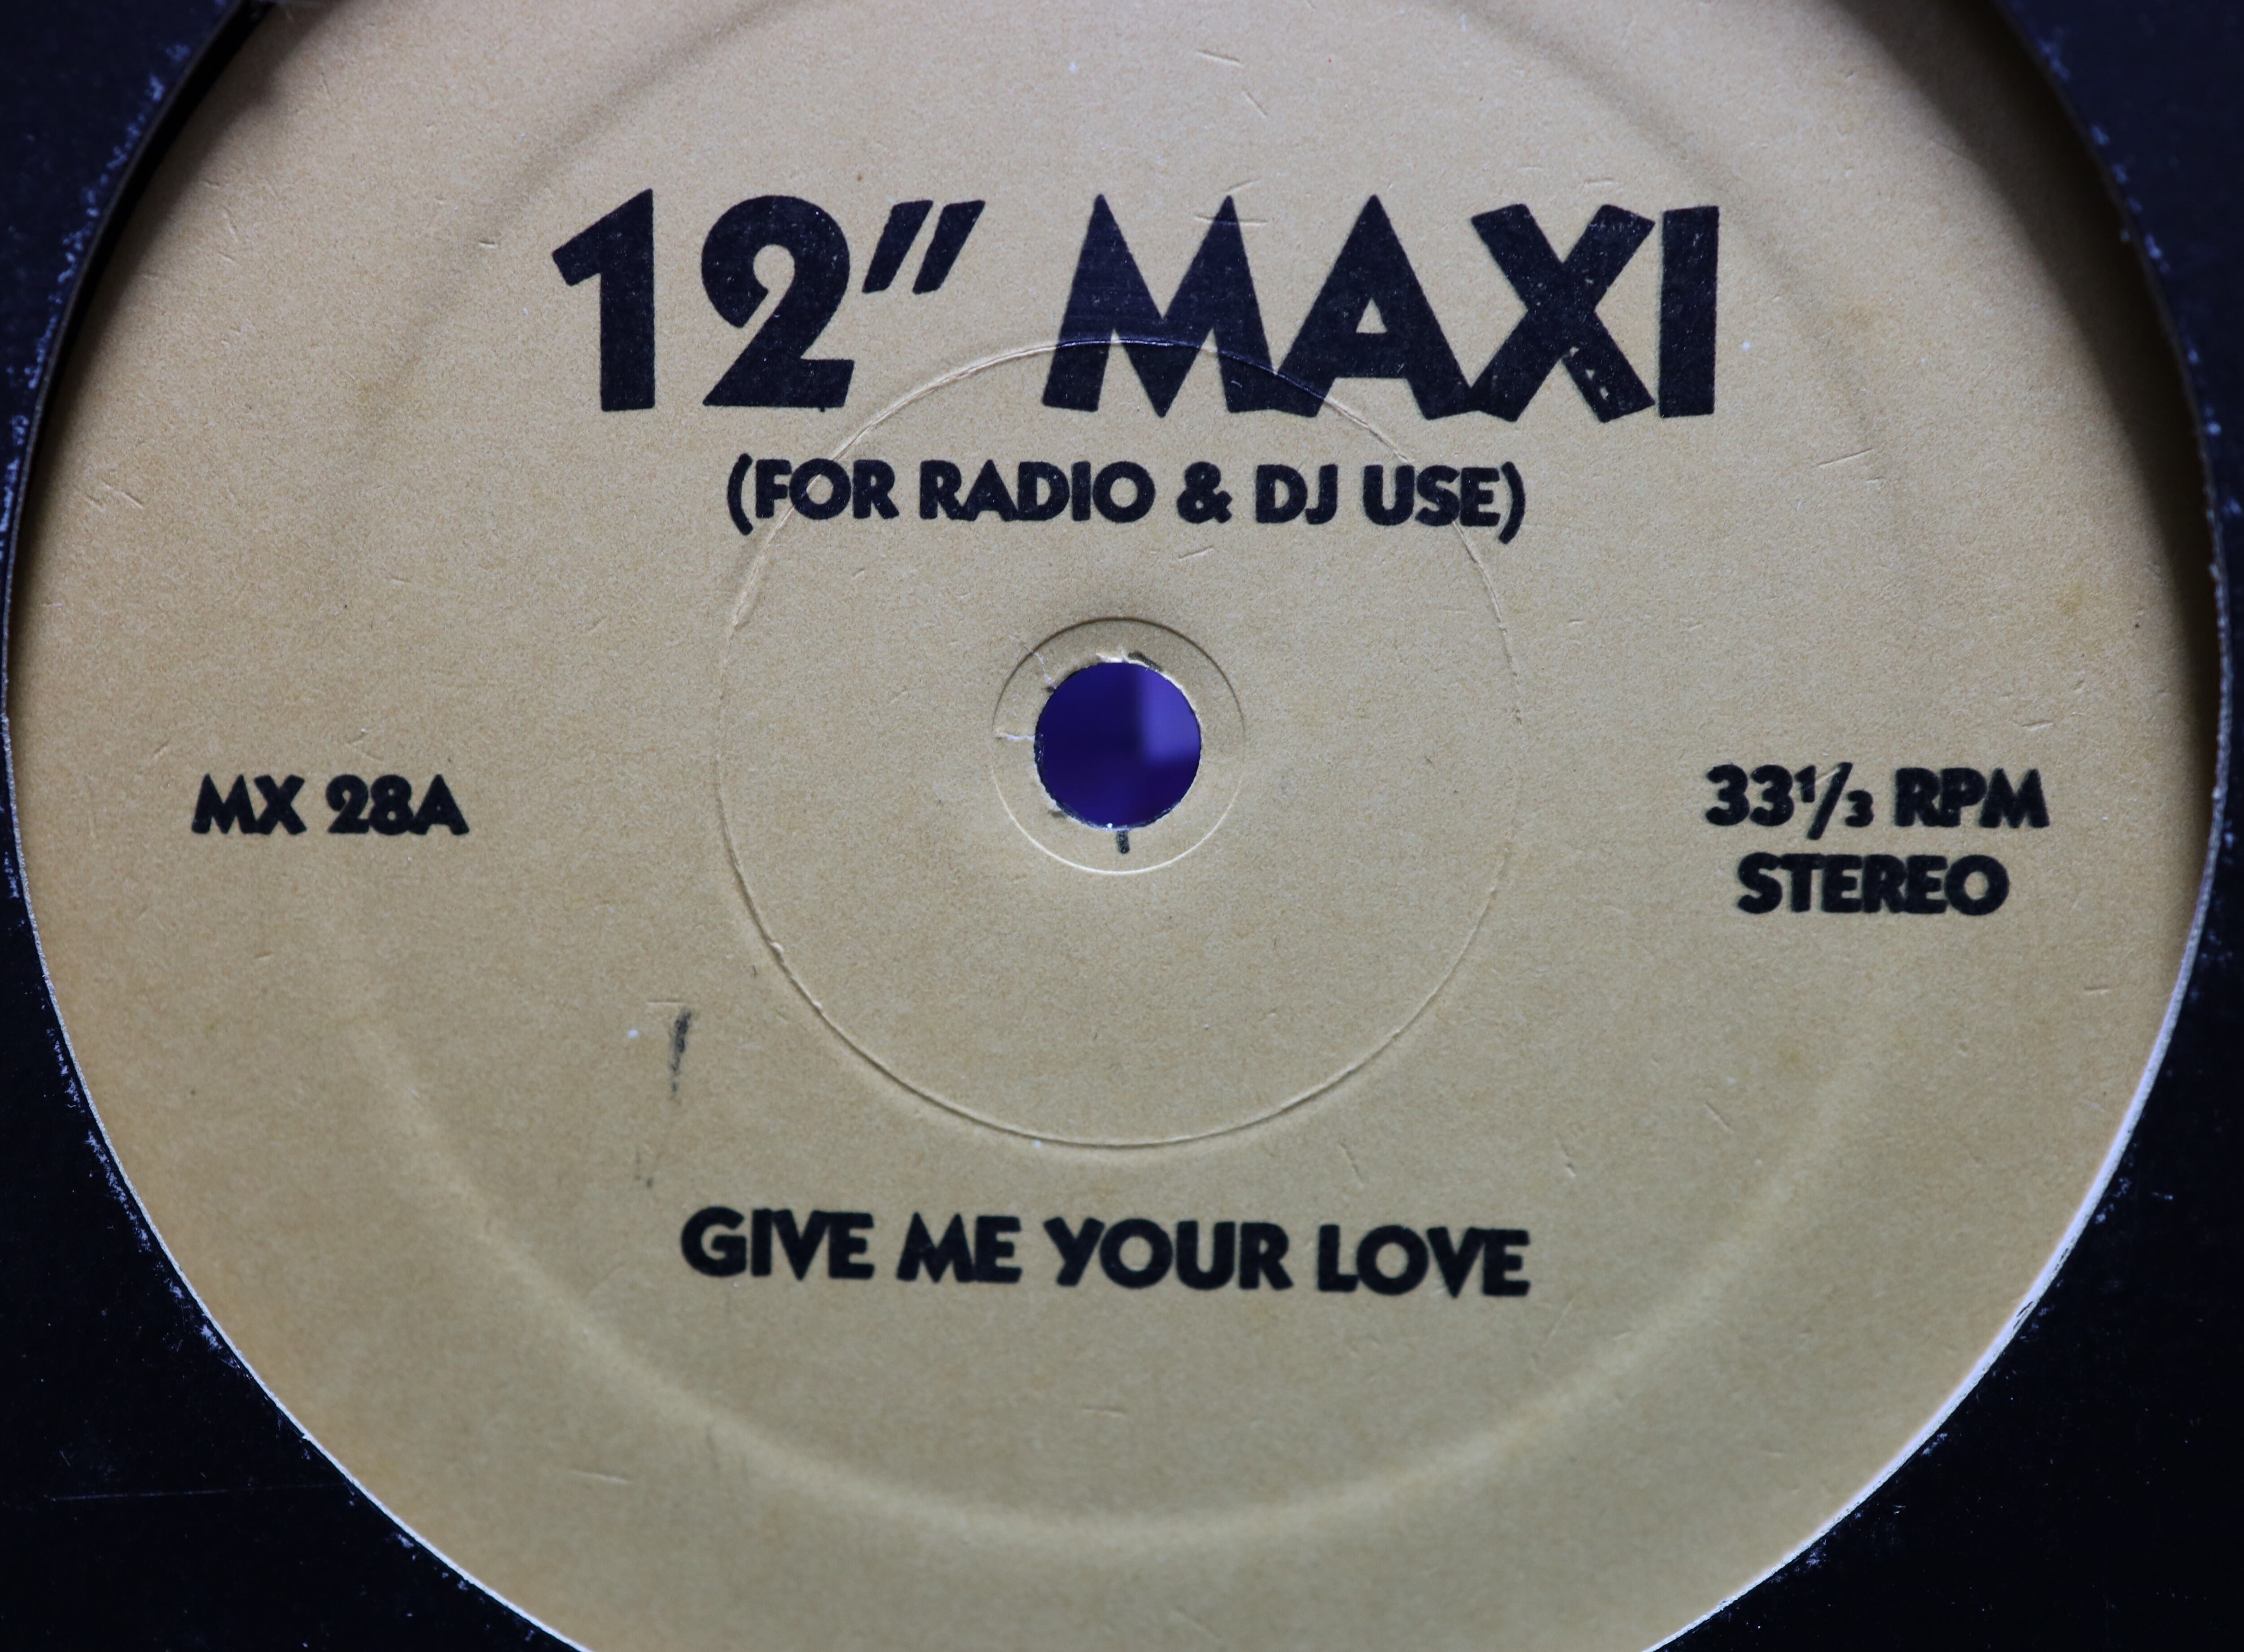 12" MAXI
(FOR RADIO & DJ USE)
MX 28A
33⅓ RPM
STEREO
GIVE ME YOUR LOVE